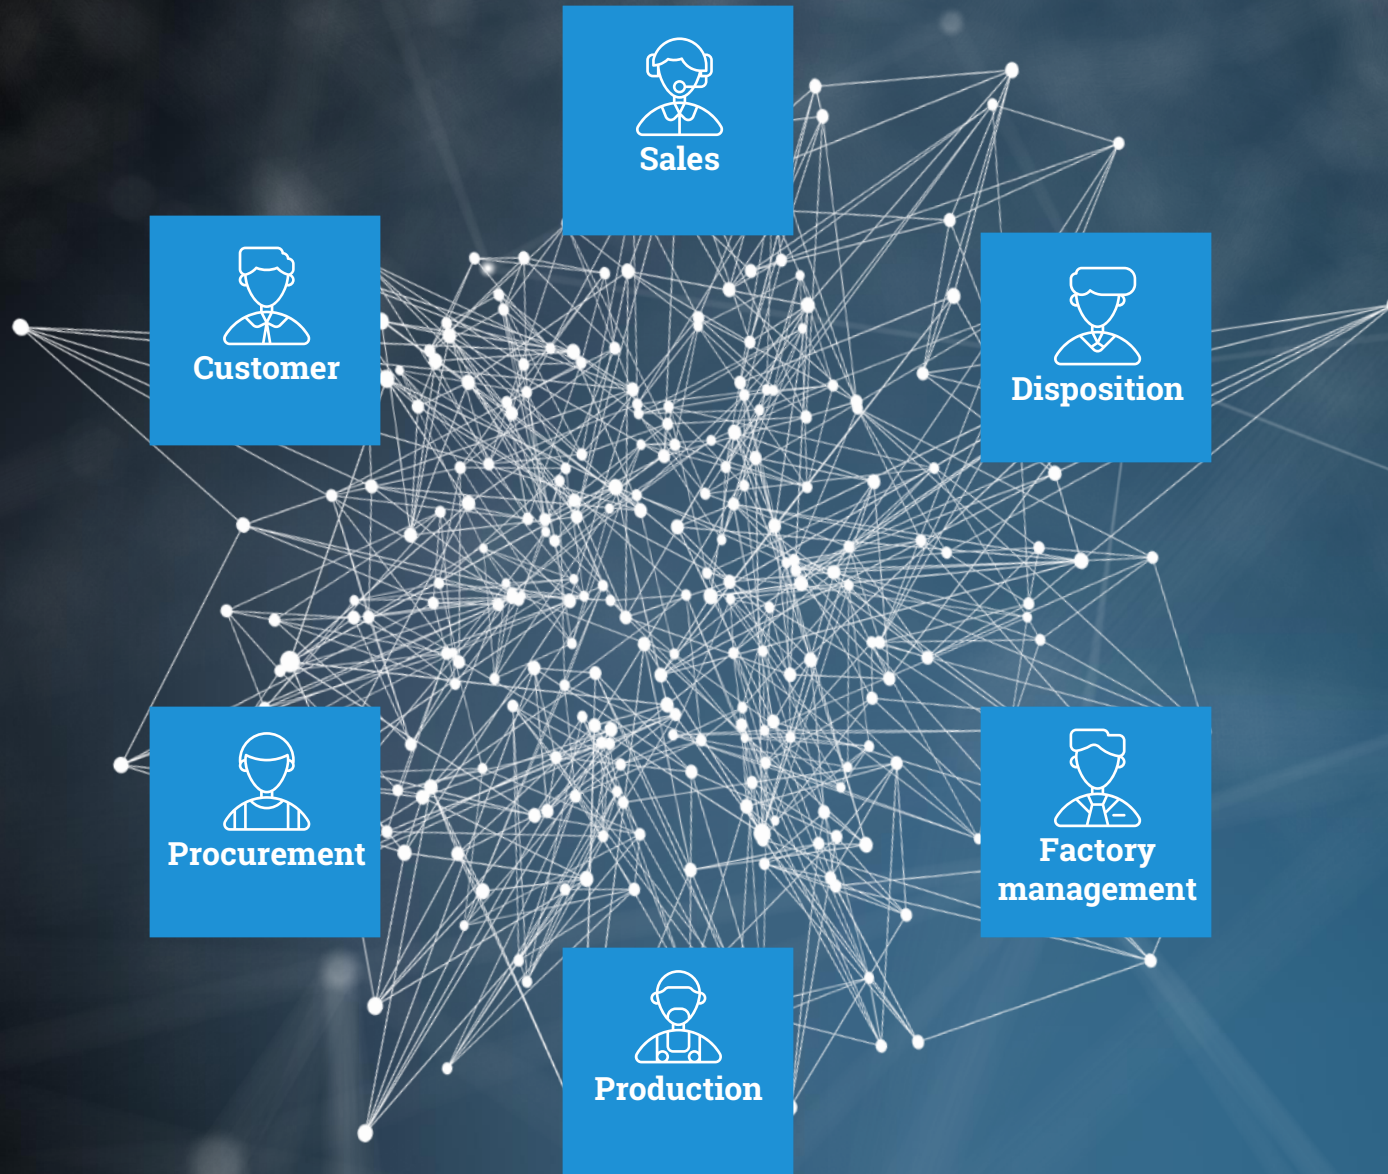 Sales
Customer
Disposition
Procurement
Factory
management
Production